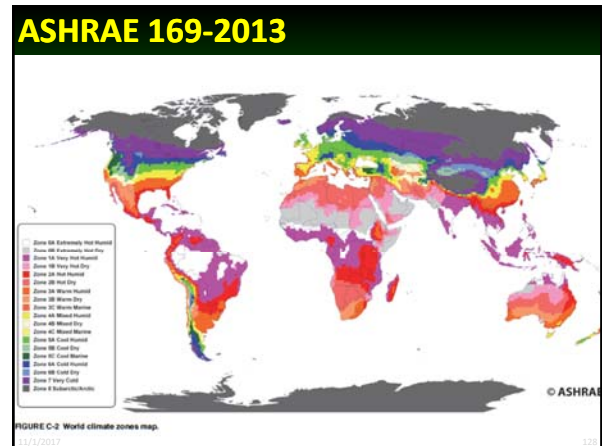 ASHRAE 169-2013
Zone 0A Extremely Hot Humid
Zone 0B Extremely Hot Dry
Zone 1A Very Hot Humid
Zone 1B Very Hot Dry
Zone 2A Hot Humid
Zone 2B Hot Dry
Zone 3A Warm Humid
Zone 3B Warm Dry
Zone 3C Warm Marine
Zone 4A Mixed Humid
Zone 4B Mixed Dry
Zone 4C Mixed Marine
Zone 5A Cool Humid
Zone 5B Cool Dry
Zone 5C Cool Marine
Zone 6A Cold Humid
Zone 6B Cold Dry
Zone 7 Very Cold
Zone 8 Subarctic/Arctic
© ASHRAE
FIGURE C-2 World climate zones map.
11/1/2017
128